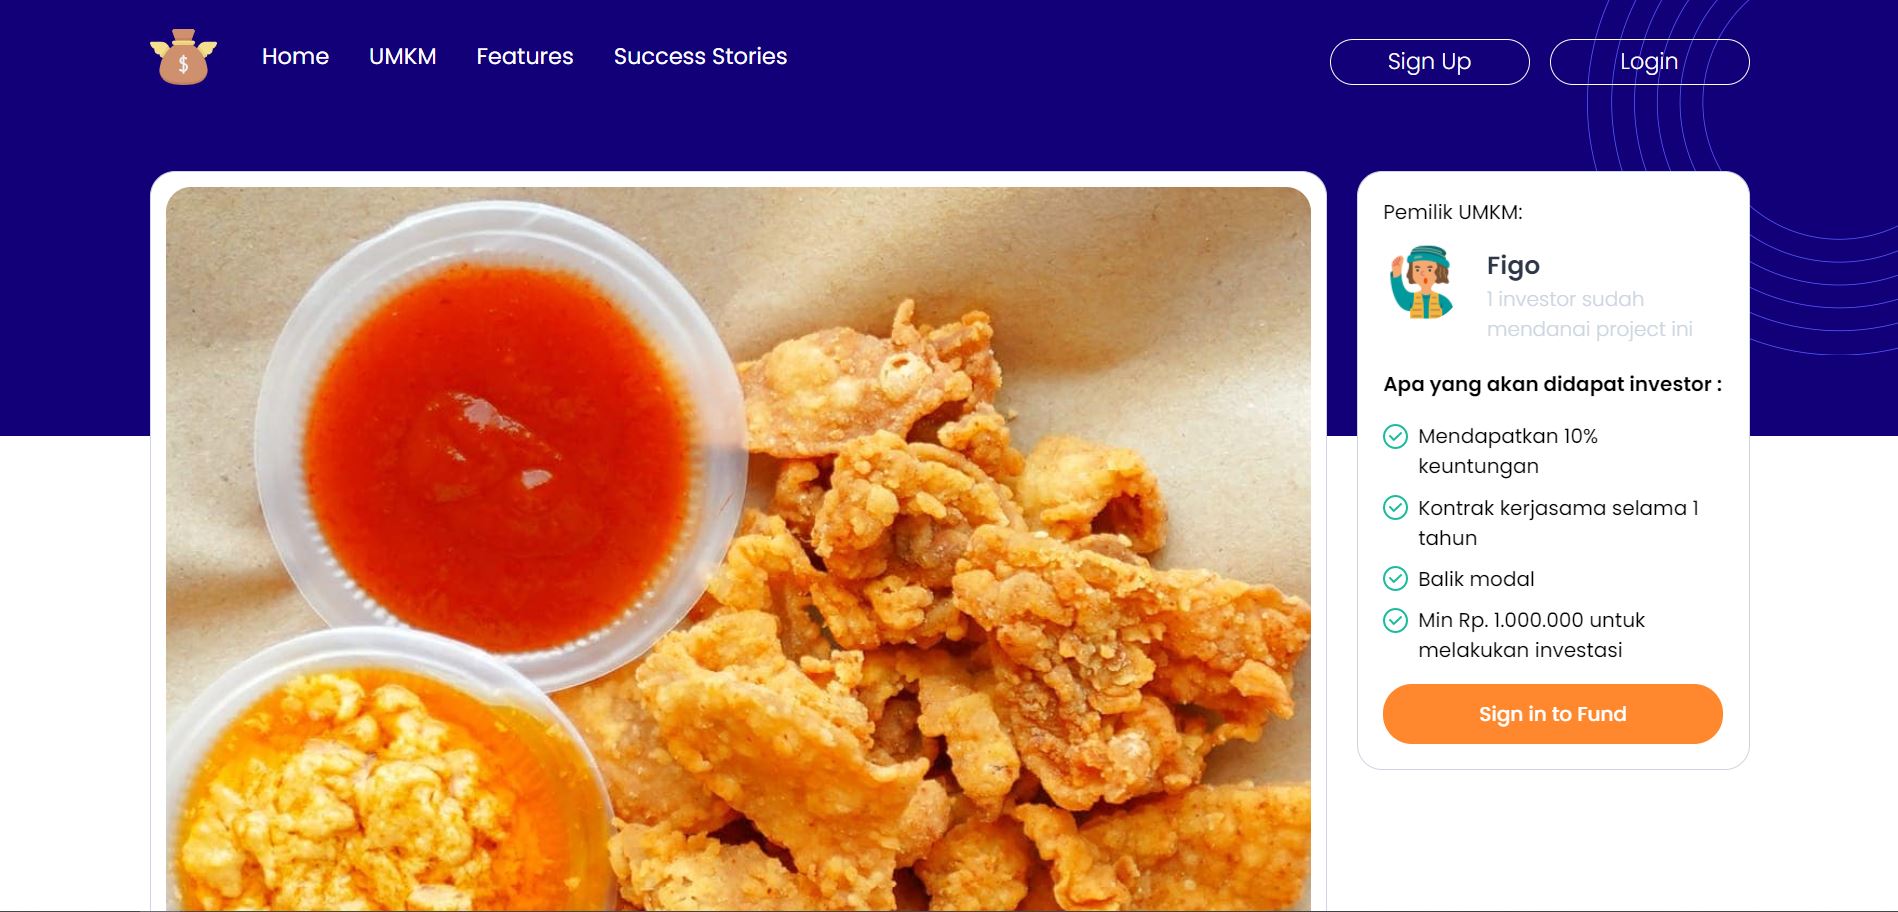 $
Home
UMKM
Features
Success Stories
Sign Up
Login
Pemilik UMKM:
Figo
1 investor sudah
mendanai project ini
Apa yang akan didapat investor :
Mendapatkan 10%
keuntungan
Kontrak kerjasama selama 1
tahun
Balik modal
Min Rp. 1.000.000 untuk
melakukan investasi
Sign in to Fund